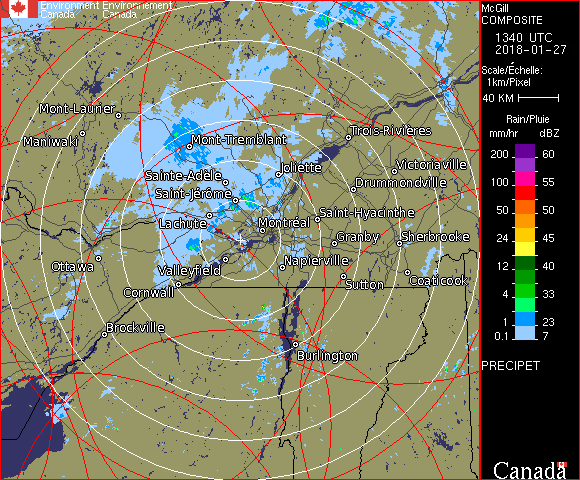 Environment Environnement
Canada Canada
McGill
COMPOSITE
1340 UTC
2018-01-27
Scale/Échelle:
1km/Pixel
40 KM
Rain/Pluie
mm/hr dBZ
200 60
100 55
50 50
24 45
12 40
4 33
1 23
0.1 7
PRECIPET
Canada
Mont-Laurier
Maniwaki
Mont-Tremblant
Trois-Rivières
Sainte-Adèle
Joliette
Victoriaville
Saint-Jérôme
Drummondville
Lachute
Montréal
Saint-Hyacinthe
Granby
Sherbrooke
Ottawa
Valleyfield
Napierville
Cornwall
Sutton
Coaticook
Brockville
Burlington